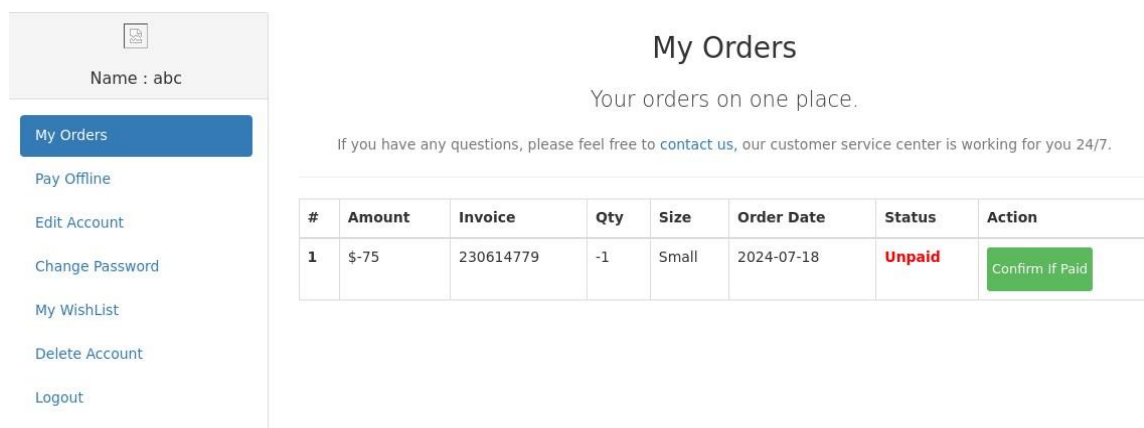 Name : abc
My Orders
Pay Offline
Edit Account
Change Password
My WishList
Delete Account
Logout
My Orders
Your orders on one place.
If you have any questions, please feel free to contact us, our customer service center is working for you 24/7.
# Amount Invoice Qty Size Order Date Status Action
1 $-75 230614779 -1 Small 2024-07-18 Unpaid Confirm If Paid